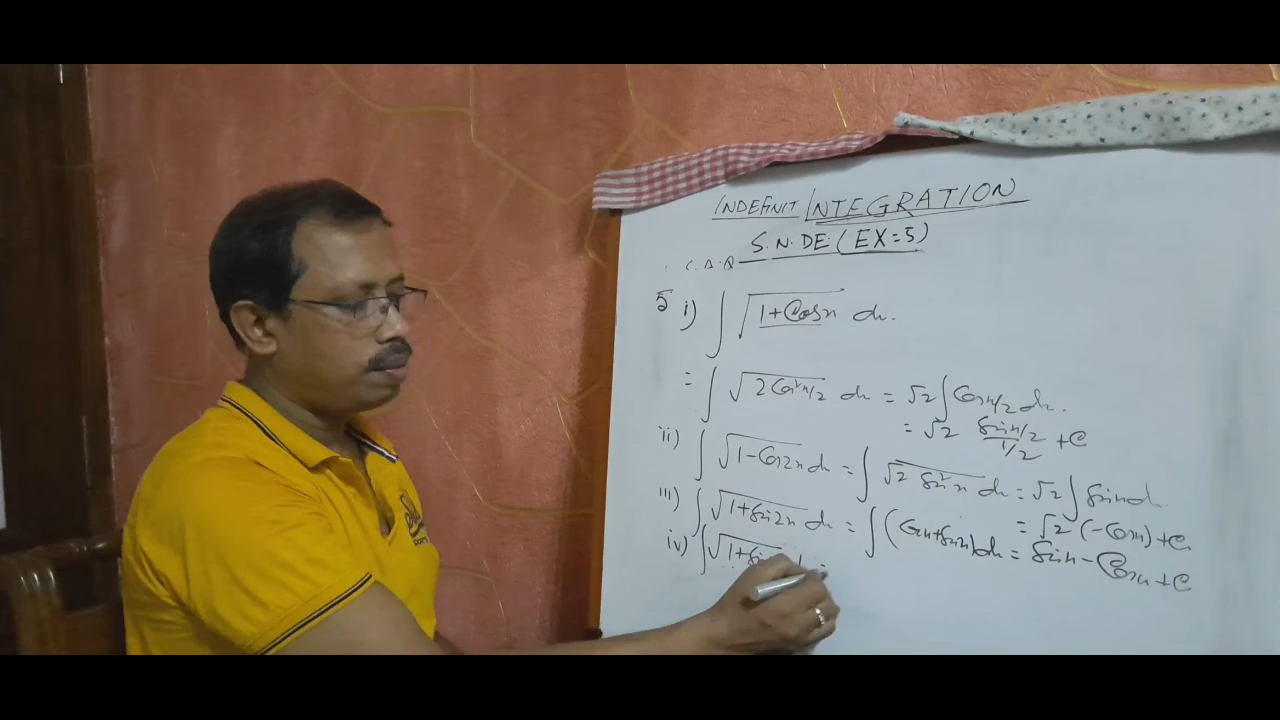 INDEFINIT INTEGRATION
S.N.DE. (EX=5)
C.D.Q
5 i) ∫ √1+Cosx dx.
= ∫ √2Cos²x/2 dx = √2 ∫ Cosx/2 dx.
= √2 Sinx/2 / 1/2 + C
ii) ∫ √1-Cos2x dx = ∫ √2 Sin²x dx = √2 ∫ Sinx dx
= √2 (-Cosx)+C.
iii) ∫ √1+Sin2x dx = ∫ (Cosx+Sinx)dx = Sinx - Cosx + C
iv) ∫ √1+Sin